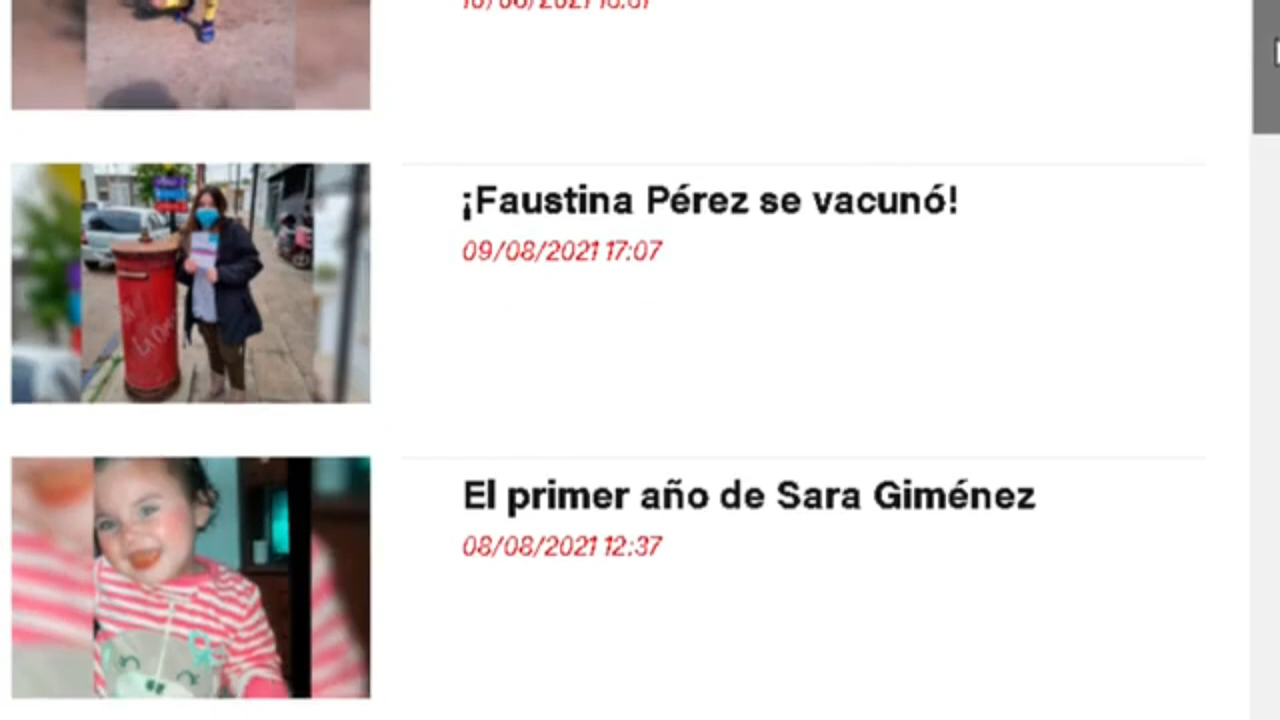 ¡Faustina Pérez se vacunó!
09/08/2021 17:07
El primer año de Sara Giménez
08/08/2021 12:37